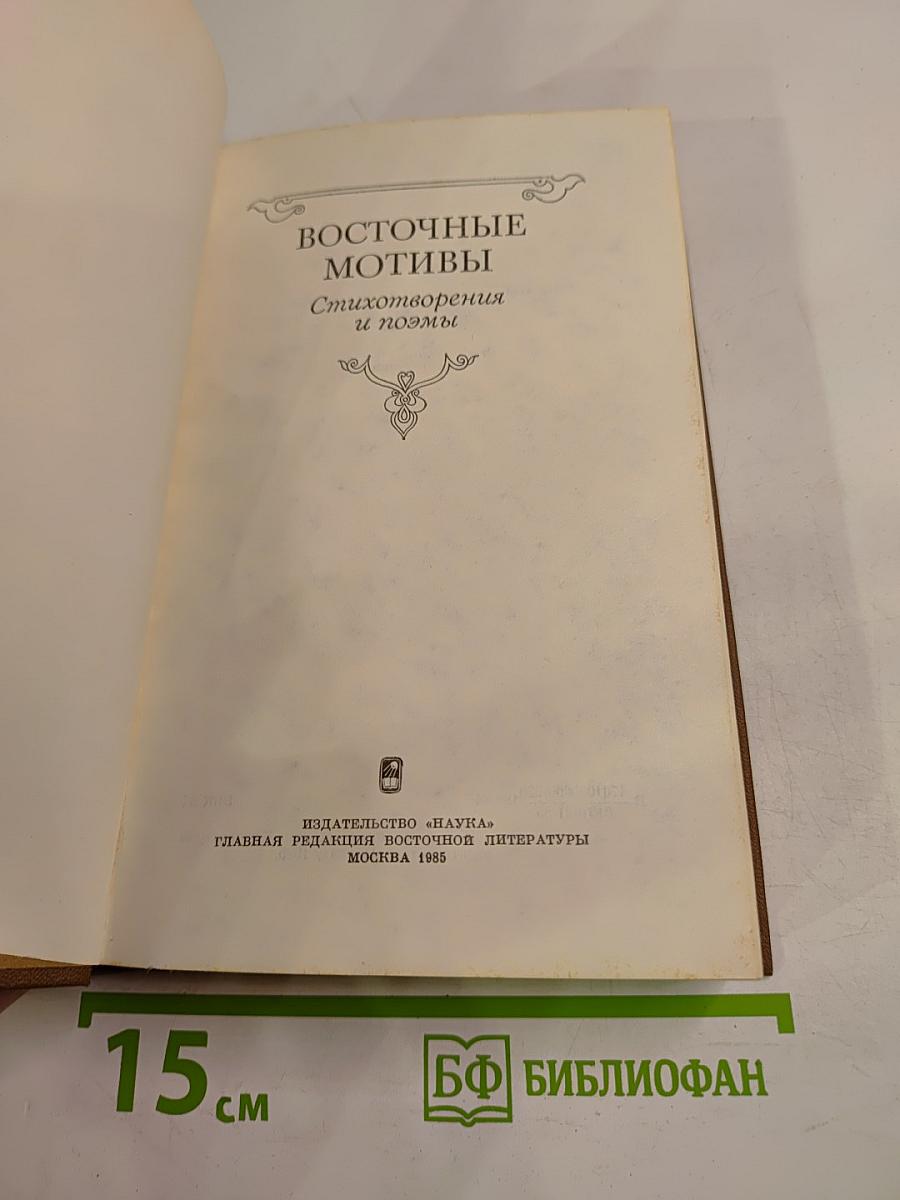 ВОСТОЧНЫЕ
МОТИВЫ
Стихотворения
и поэмы
ИЗДАТЕЛЬСТВО «НАУКА»
ГЛАВНАЯ РЕДАКЦИЯ ВОСТОЧНОЙ ЛИТЕРАТУРЫ
МОСКВА 1985
15 см
БФ БИБЛИОФАН